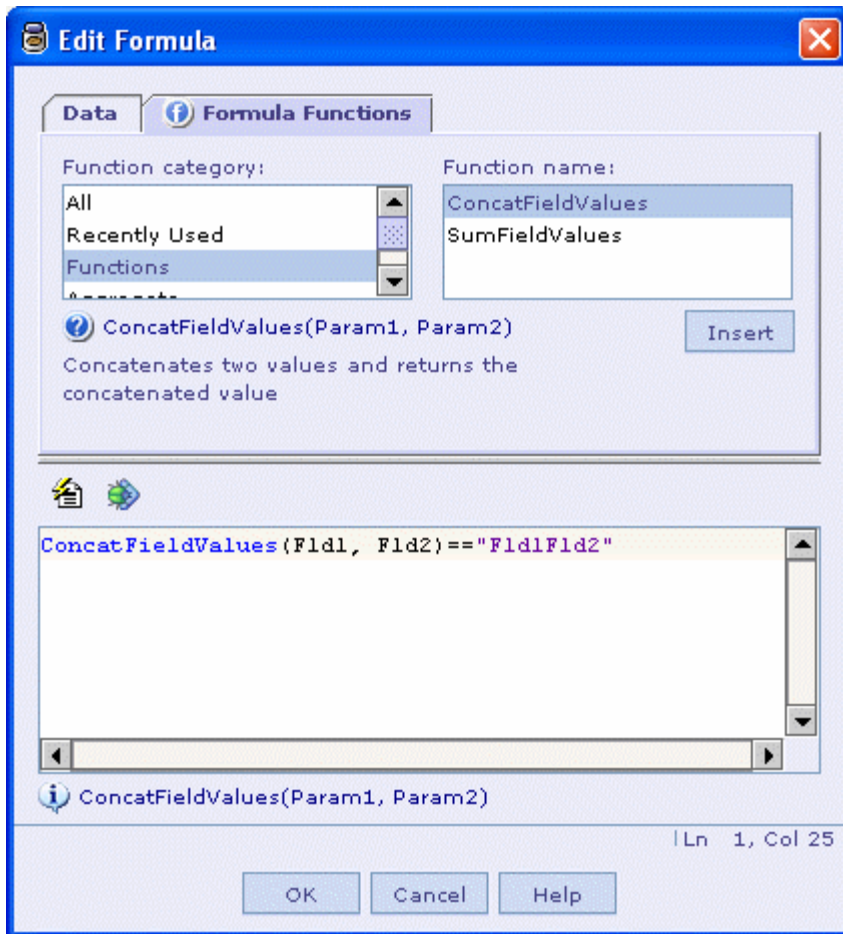 Edit Formula
Data
Formula Functions
Function category:
Function name:
All
Recently Used
Functions
ConcatFieldValues
SumFieldValues
ConcatFieldValues(Param1, Param2)
Insert
Concatenates two values and returns the
concatenated value
ConcatFieldValues(Fld1, Fld2)=="Fld1Fld2"
ConcatFieldValues(Param1, Param2)
Ln 1, Col 25
OK
Cancel
Help